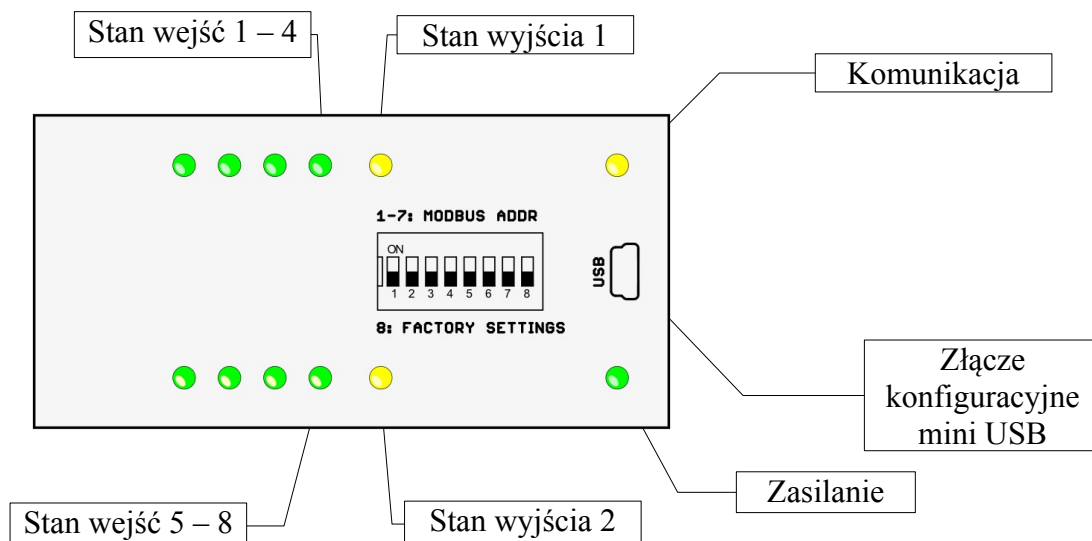 Stan wejść 1 – 4
Stan wyjścia 1
Komunikacja
1-7: MODBUS ADDR
ON
1 2 3 4 5 6 7 8
USB
8: FACTORY SETTINGS
Złącze
konfiguracyjne
mini USB
Zasilanie
Stan wejść 5 – 8
Stan wyjścia 2